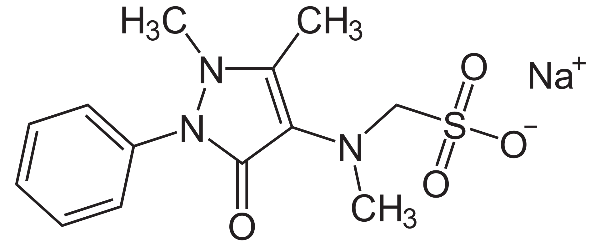 H₃C CH₃
N O Na⁺
N N S O⁻
O CH₃ O